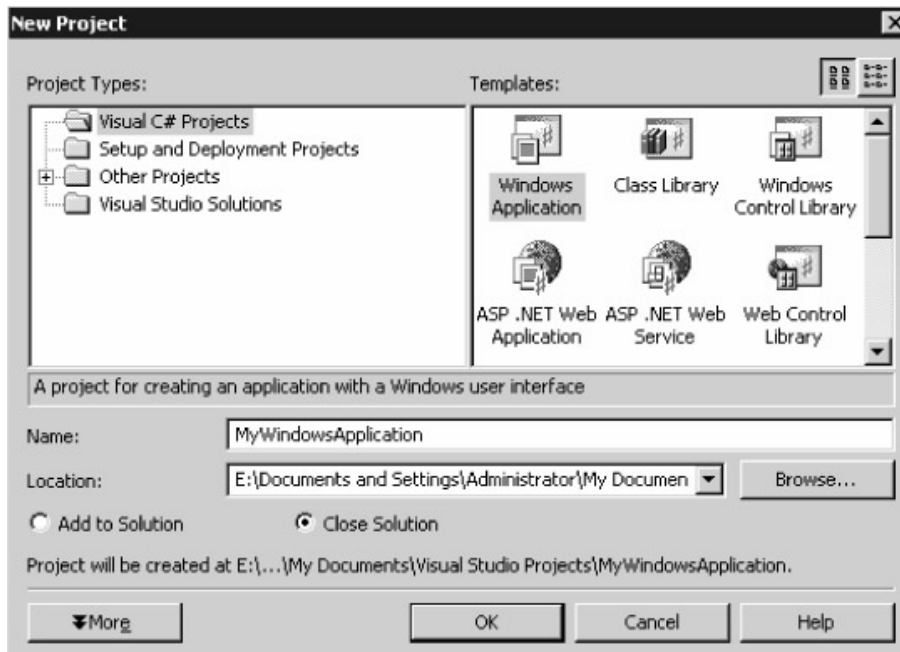 New Project
Project Types:
Templates:
Visual C# Projects
Setup and Deployment Projects
Other Projects
Visual Studio Solutions
Windows
Application
Class Library
Windows
Control Library
ASP .NET Web
Application
ASP .NET Web
Service
Web Control
Library
A project for creating an application with a Windows user interface
Name:
MyWindowsApplication
Location:
E:\Documents and Settings\Administrator\My Documen
Browse...
Add to Solution
Close Solution
Project will be created at E:\...\My Documents\Visual Studio Projects\MyWindowsApplication.
More
OK
Cancel
Help